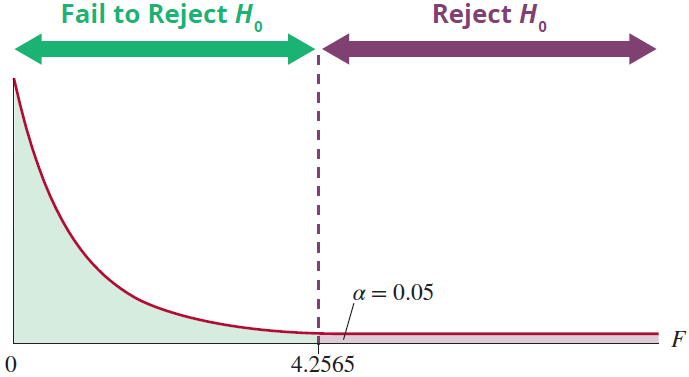 Fail to Reject H₀
Reject H₀
α = 0.05
F
0
4.2565